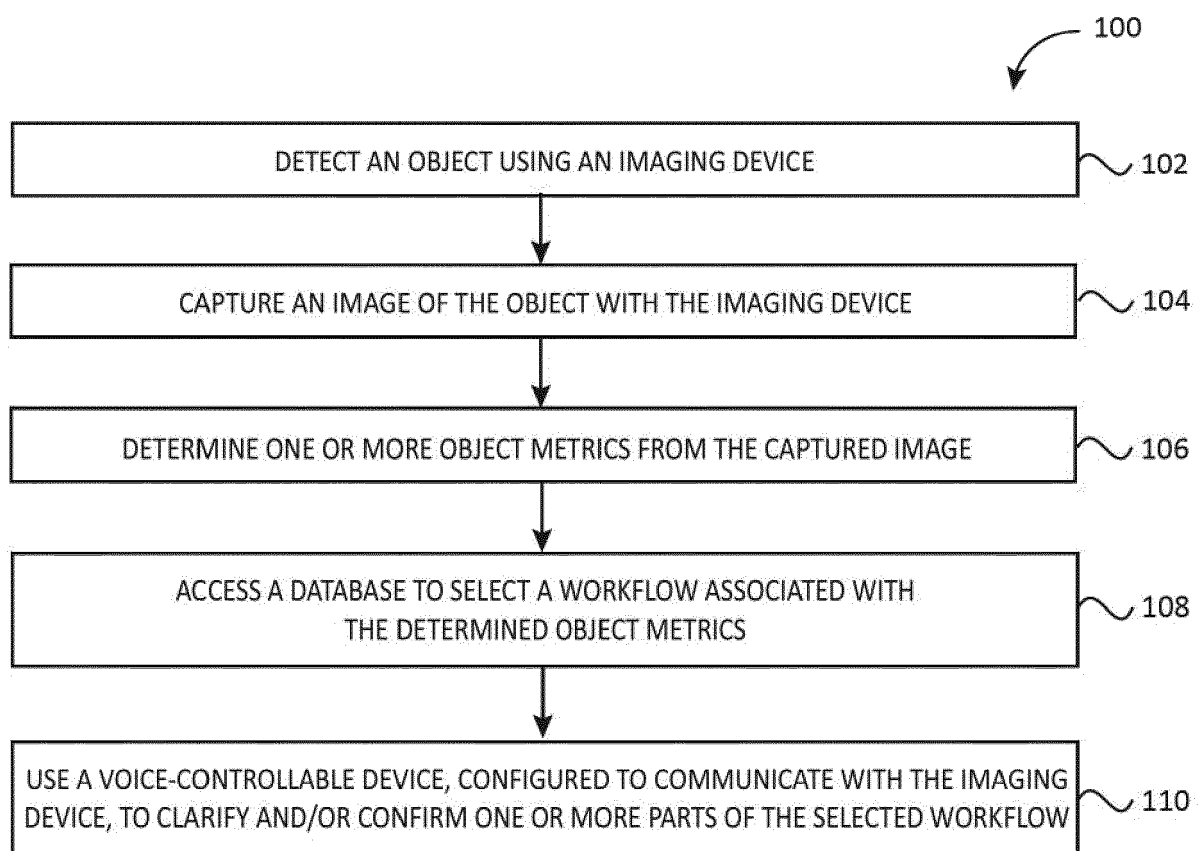 100
DETECT AN OBJECT USING AN IMAGING DEVICE
102
CAPTURE AN IMAGE OF THE OBJECT WITH THE IMAGING DEVICE
104
DETERMINE ONE OR MORE OBJECT METRICS FROM THE CAPTURED IMAGE
106
ACCESS A DATABASE TO SELECT A WORKFLOW ASSOCIATED WITH
THE DETERMINED OBJECT METRICS
108
USE A VOICE-CONTROLLABLE DEVICE, CONFIGURED TO COMMUNICATE WITH THE IMAGING
DEVICE, TO CLARIFY AND/OR CONFIRM ONE OR MORE PARTS OF THE SELECTED WORKFLOW
110